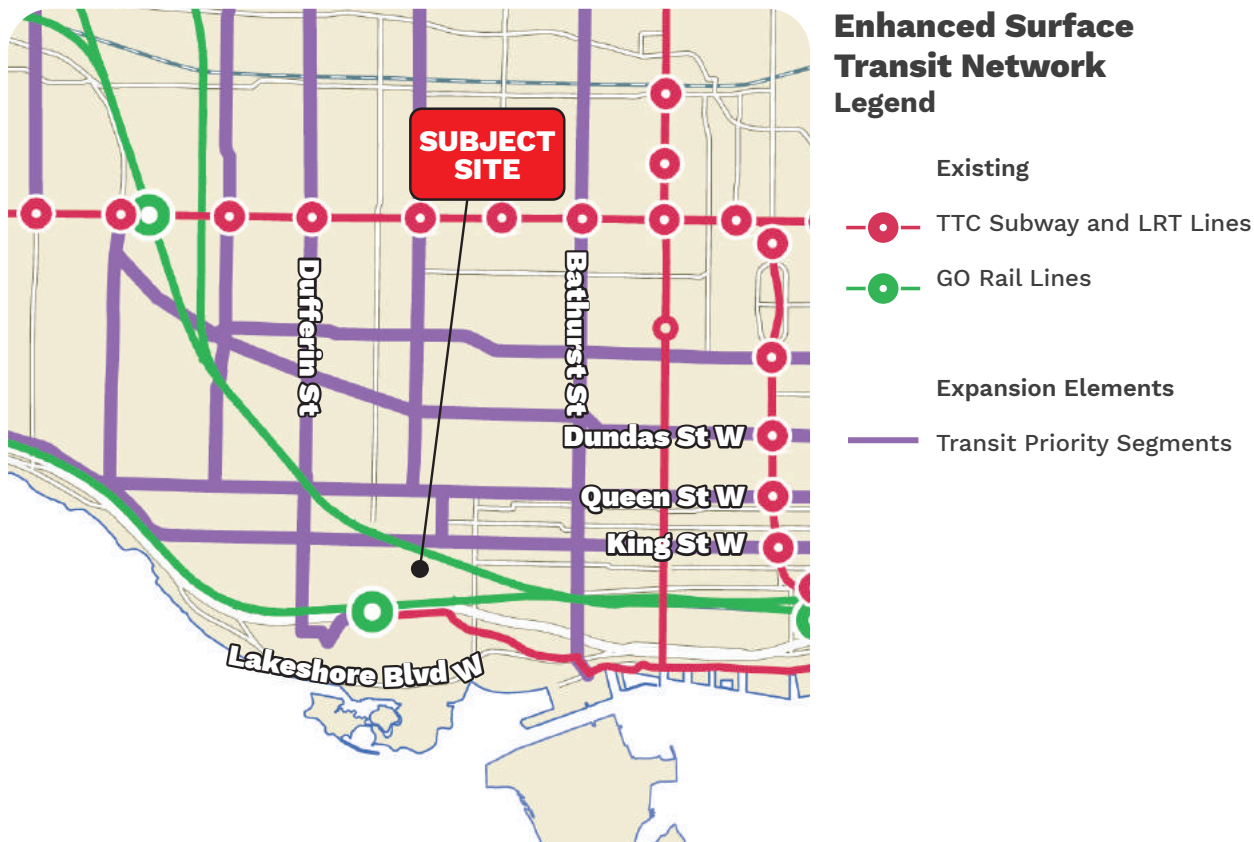 SUBJECT
SITE
Dufferin St
Bathurst St
Dundas St W
Queen St W
King St W
Lakeshore Blvd W
Enhanced Surface
Transit Network
Legend
Existing
TTC Subway and LRT Lines
GO Rail Lines
Expansion Elements
Transit Priority Segments